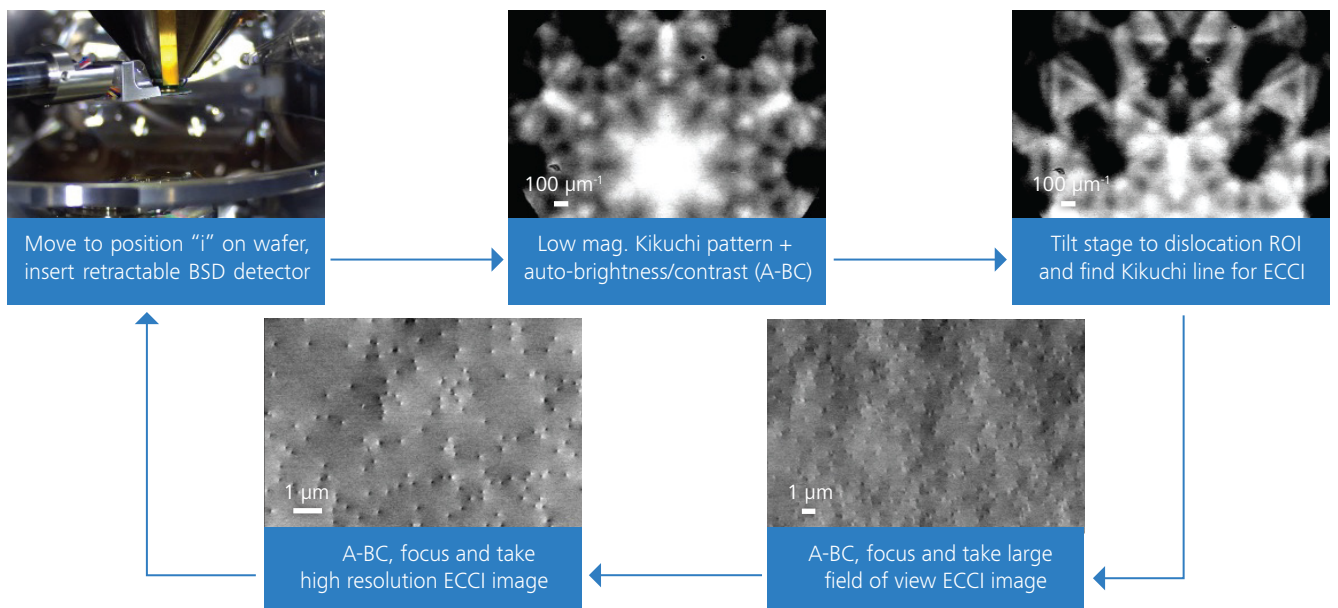 100 µm⁻¹
100 µm⁻¹
Move to position “i” on wafer,
insert retractable BSD detector
Low mag. Kikuchi pattern +
auto-brightness/contrast (A-BC)
Tilt stage to dislocation ROI
and find Kikuchi line for ECCI
1 µm
1 µm
A-BC, focus and take
high resolution ECCI image
A-BC, focus and take large
field of view ECCI image